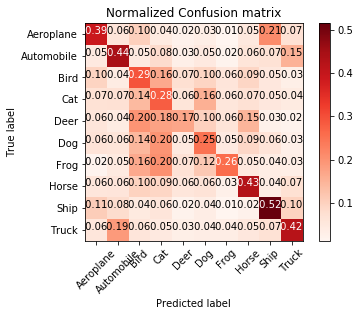 Normalized Confusion matrix
Aeroplane 0.39 0.06 0.10 0.04 0.02 0.03 0.01 0.05 0.21 0.07
Automobile 0.05 0.44 0.05 0.08 0.03 0.05 0.02 0.06 0.07 0.15
Bird 0.10 0.04 0.29 0.16 0.07 0.10 0.06 0.09 0.05 0.03
Cat 0.07 0.07 0.14 0.28 0.06 0.16 0.06 0.07 0.05 0.04
Deer 0.06 0.04 0.20 0.18 0.17 0.10 0.06 0.15 0.03 0.02
Dog 0.06 0.06 0.14 0.20 0.05 0.25 0.05 0.09 0.06 0.03
Frog 0.02 0.05 0.16 0.20 0.07 0.12 0.26 0.05 0.04 0.03
Horse 0.06 0.06 0.10 0.09 0.06 0.06 0.03 0.43 0.04 0.07
Ship 0.11 0.08 0.04 0.06 0.02 0.04 0.01 0.02 0.52 0.10
Truck 0.06 0.19 0.06 0.05 0.03 0.04 0.04 0.05 0.07 0.42
Aeroplane Automobile Bird Cat Deer Dog Frog Horse Ship Truck
True label
Predicted label
0.5
0.4
0.3
0.2
0.1